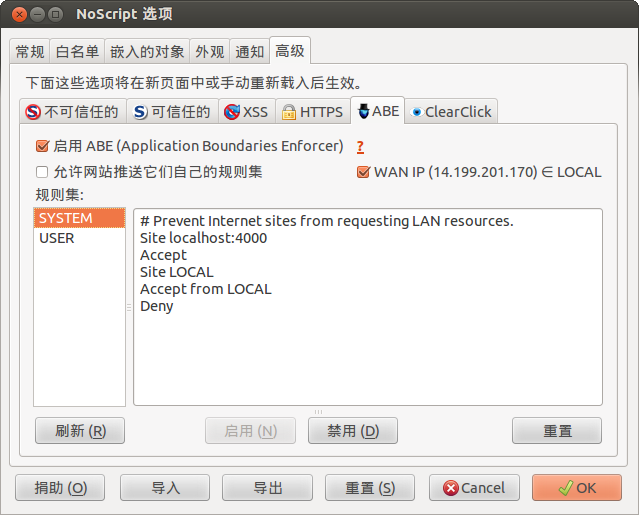 NoScript 选项
常规 白名单 嵌入的对象 外观 通知 高级
下面这些选项将在新页面中或手动重新载入后生效。
不可信任的 可信任的 XSS HTTPS ABE ClearClick
启用 ABE (Application Boundaries Enforcer) ?
允许网站推送它们自己的规则集 WAN IP (14.199.201.170) ∈ LOCAL
规则集:
SYSTEM
USER
# Prevent Internet sites from requesting LAN resources.
Site localhost:4000
Accept
Site LOCAL
Accept from LOCAL
Deny
刷新 (R) 启用 (N) 禁用 (D) 重置
捐助 (O) 导入 导出 重置 (S) Cancel OK